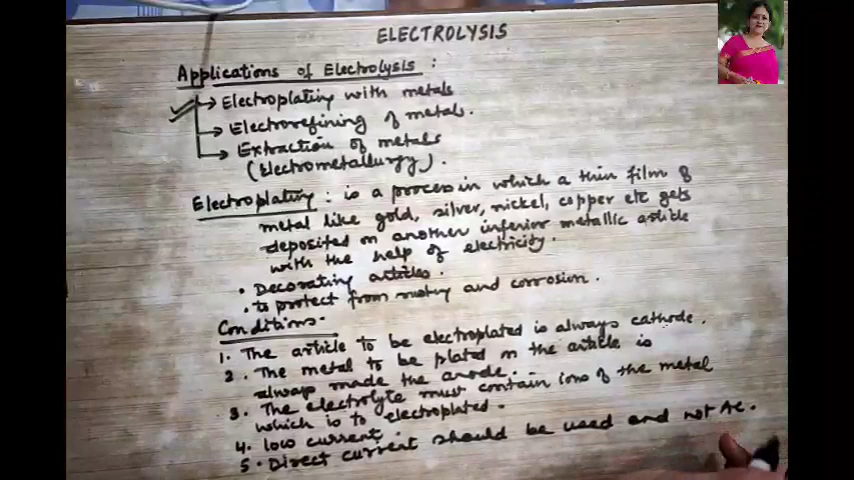 ELECTROLYSIS
Applications of Electrolysis :
Electroplating with metals
Electrorefining of metals.
Extraction of metals
(Electrometallurgy).
Electroplating : is a process in which a thin film of
metal like gold, silver, nickel, copper etc gets
deposited on another inferior metallic article
with the help of electricity.
• Decorating articles.
• to protect from rusting and corrosion.
Conditions-
1. The article to be electroplated is always cathode.
2. The metal to be plated on the article is
always made the anode.
3. The electrolyte must contain ions of the metal
which is to electroplated.
4. low current.
5. Direct current should be used and not AC.